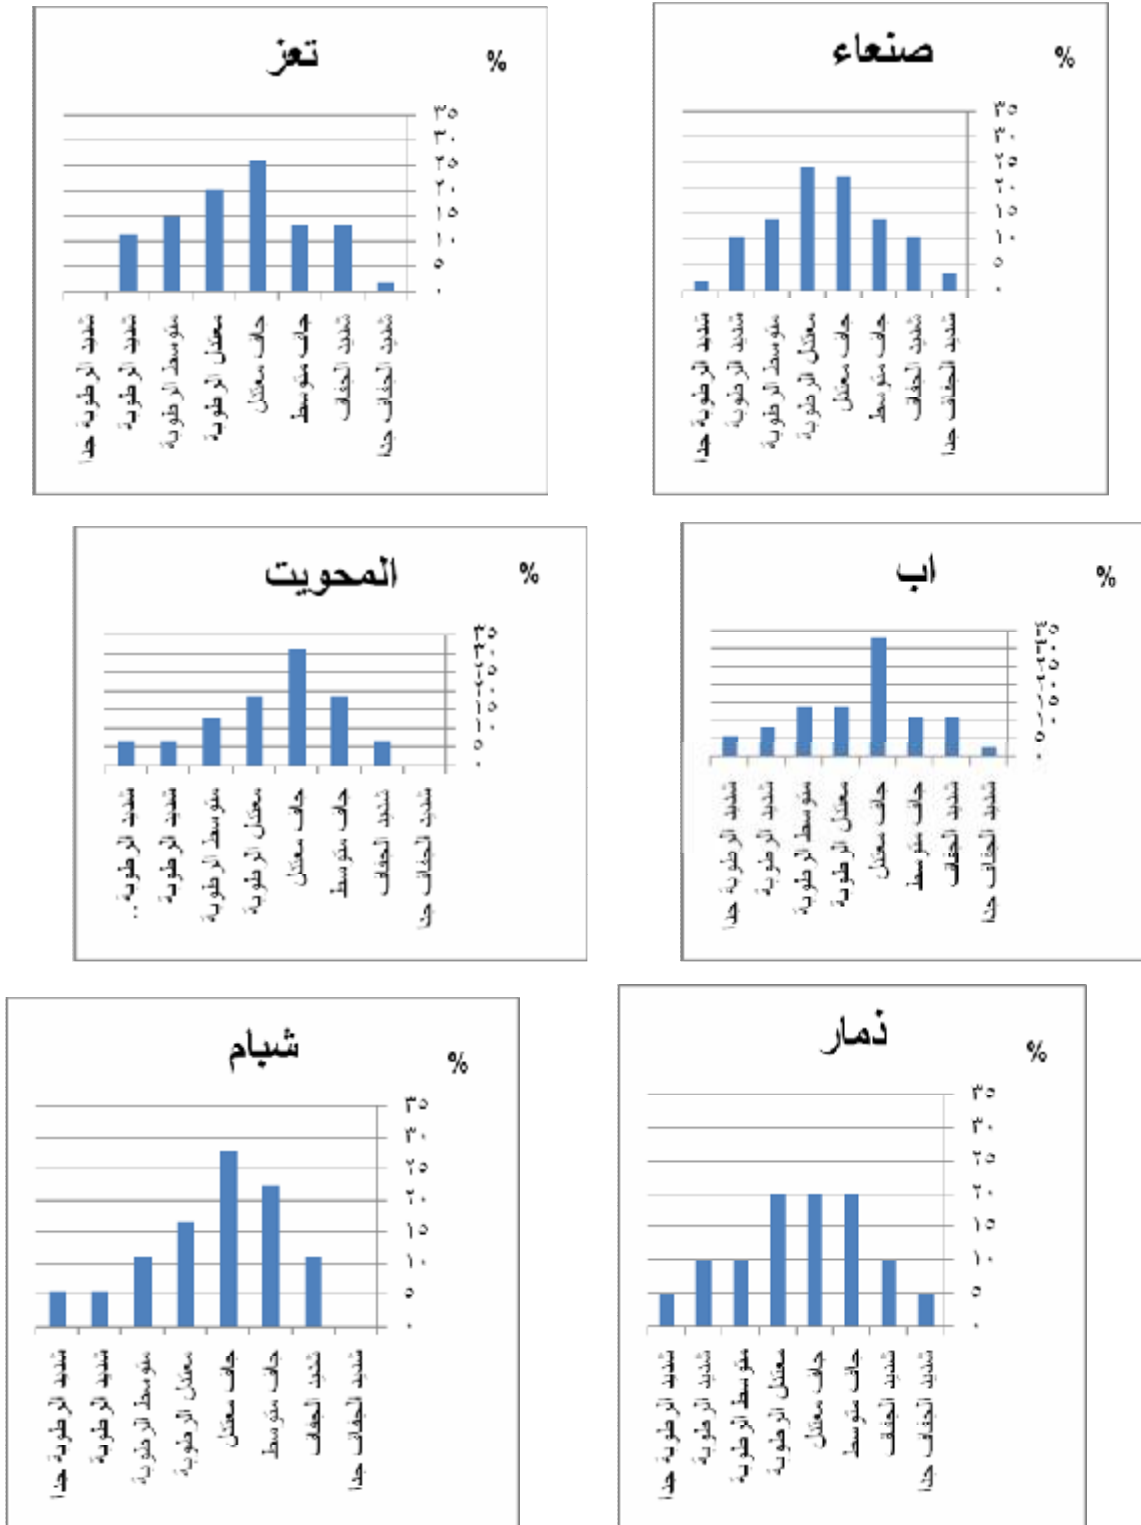 صنعاء
%
٣٥
٣٠
٢٥
٢٠
١٥
١٠
٥
٠
شديد الجفاف جدا
شديد الجفاف
جاف متوسط
جاف معتدل
معتدل الرطوبة
متوسط الرطوبة
شديد الرطوبة
شديد الرطوبة جدا
تعز
%
٣٥
٣٠
٢٥
٢٠
١٥
١٠
٥
٠
شديد الجفاف جدا
شديد الجفاف
جاف متوسط
جاف معتدل
معتدل الرطوبة
متوسط الرطوبة
شديد الرطوبة
شديد الرطوبة جدا
اب
%
شديد الجفاف جدا
شديد الجفاف
جاف متوسط
جاف معتدل
معتدل الرطوبة
متوسط الرطوبة
شديد الرطوبة
شديد الرطوبة جدا
المحويت
%
شديد الجفاف جدا
شديد الجفاف
جاف متوسط
جاف معتدل
معتدل الرطوبة
متوسط الرطوبة
شديد الرطوبة
شديد الرطوبة..
ذمار
%
٣٥
٣٠
٢٥
٢٠
١٥
١٠
٥
٠
شديد الجفاف جدا
شديد الجفاف
جاف متوسط
جاف معتدل
معتدل الرطوبة
متوسط الرطوبة
شديد الرطوبة
شديد الرطوبة جدا
شبام
%
٣٥
٣٠
٢٥
٢٠
١٥
١٠
٥
٠
شديد الجفاف جدا
شديد الجفاف
جاف متوسط
جاف معتدل
معتدل الرطوبة
متوسط الرطوبة
شديد الرطوبة
شديد الرطوبة جدا